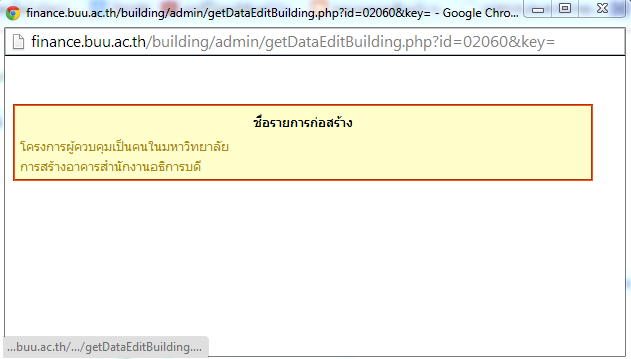 finance.buu.ac.th/building/admin/getDataEditBuilding.php?id=02060&key= - Google Chro...
finance.buu.ac.th/building/admin/getDataEditBuilding.php?id=02060&key=
ชื่อรายการก่อสร้าง
โครงการผู้ควบคุมเป็นคนในมหาวิทยาลัย
การสร้างอาคารสำนักงานอธิการบดี
...buu.ac.th/.../getDataEditBuilding....